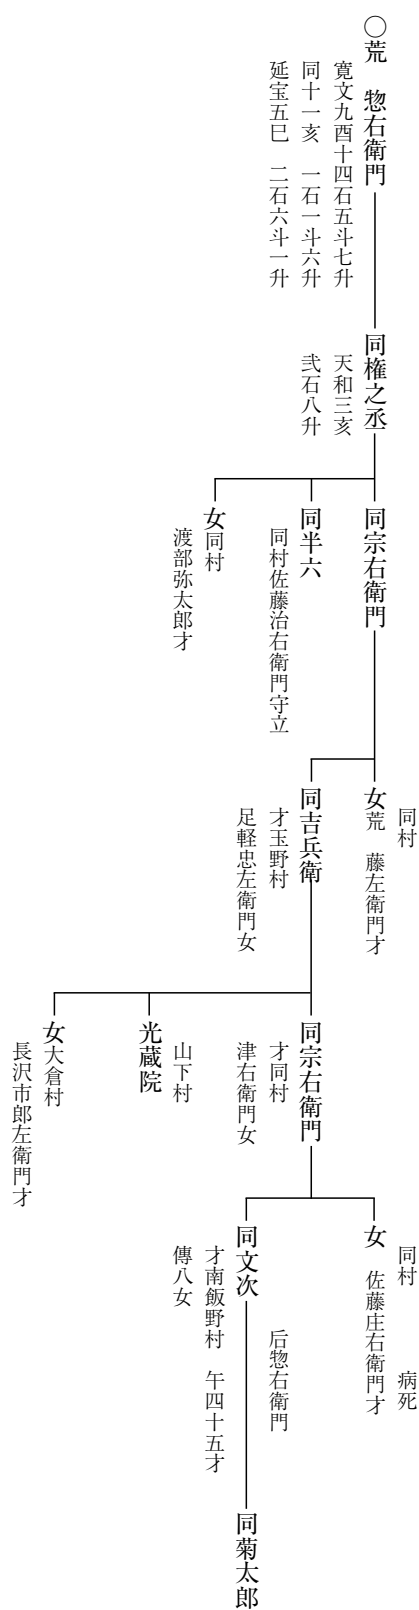 〇荒　惣右衛門
寛文九酉十四石五斗七升
同十一亥　一石一斗六升
延宝五巳　二石六斗一升
同権之丞
天和三亥
弐石八升
同宗右衛門
同半六
同村佐藤治右衛門守立
女同村
渡部弥太郎才
同村
女荒　藤左衛門才
同吉兵衛
才玉野村
足軽忠左衛門女
同宗右衛門
才同村
津右衛門女
山下村
光蔵院
女大倉村
長沢市郎左衛門才
同村　病死
女　佐藤庄右衛門才
后惣右衛門
同文次
才南飯野村　午四十五才
傳八女
同菊太郎